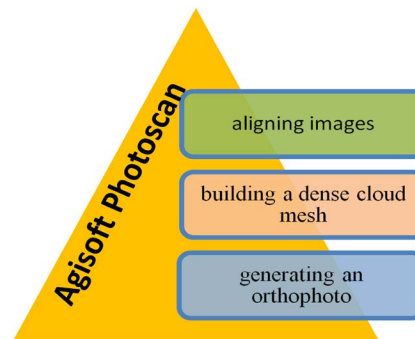 Agisoft Photoscan
aligning images
building a dense cloud
mesh
generating an
orthophoto